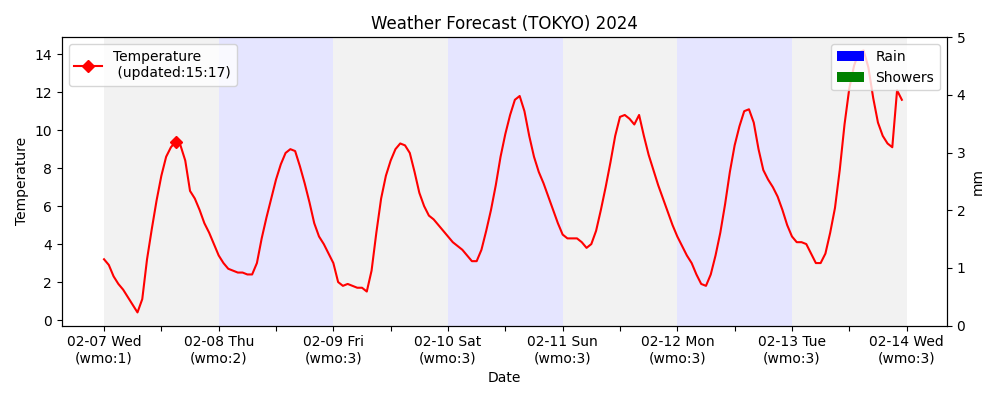 Weather Forecast (TOKYO) 2024
Temperature
(updated:15:17)
Rain
Showers
Temperature
14
12
10
8
6
4
2
0
5
4
3
2
1
0
mm
02-07 Wed
(wmo:1)
02-08 Thu
(wmo:2)
02-09 Fri
(wmo:3)
02-10 Sat
(wmo:3)
02-11 Sun
(wmo:3)
02-12 Mon
(wmo:3)
02-13 Tue
(wmo:3)
02-14 Wed
(wmo:3)
Date